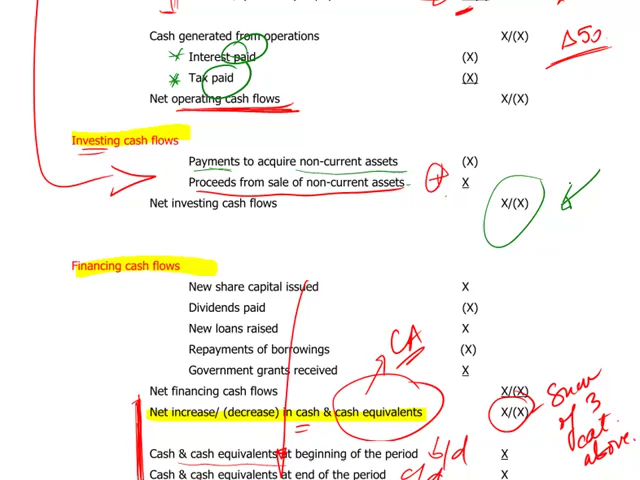 Cash generated from operations X/(X) Δ50
Interest paid (X)
Tax paid (X)
Net operating cash flows X/(X)
Investing cash flows
Payments to acquire non-current assets (X)
Proceeds from sale of non-current assets X
Net investing cash flows X/(X)
Financing cash flows
New share capital issued X
Dividends paid (X)
New loans raised X
CA
Repayments of borrowings (X)
Government grants received X
Net financing cash flows X/(X)
Net increase/ (decrease) in cash & cash equivalents X/(X)
Sum
of 3
cat
above.
Cash & cash equivalents at beginning of the period b/d X
Cash & cash equivalents at end of the period c/d X